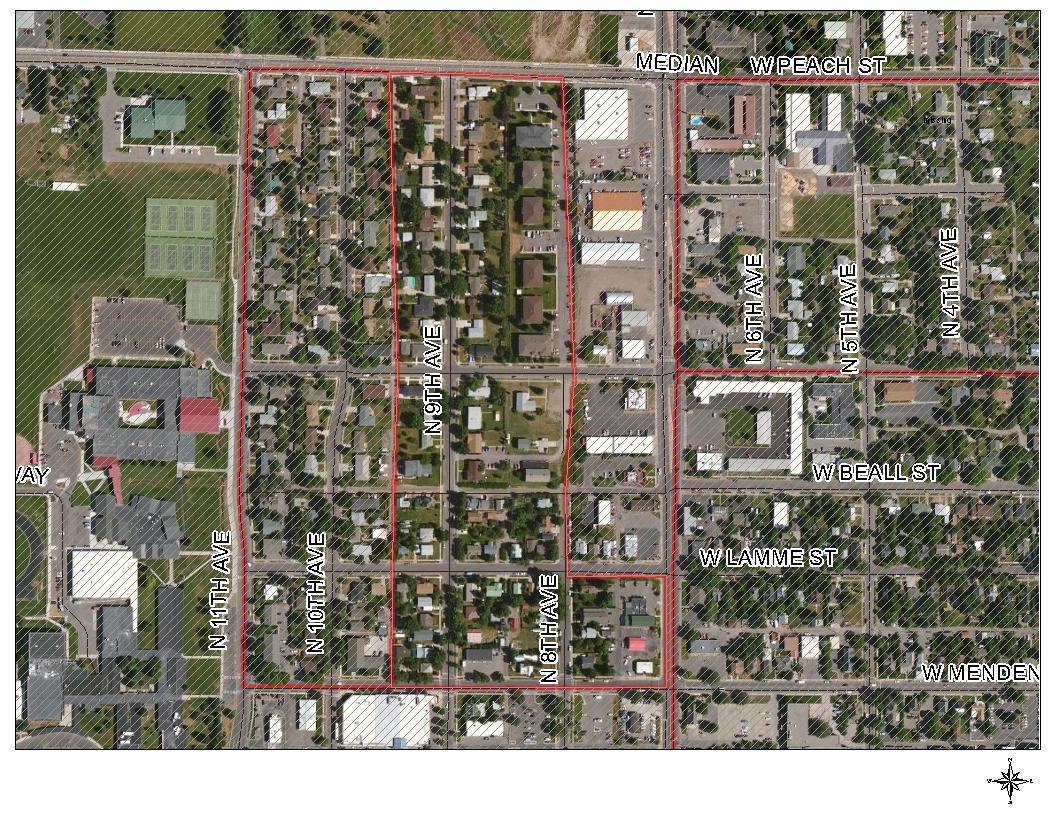 MEDIAN W PEACH ST
N 6TH AVE
N 5TH AVE
N 4TH AVE
N 9TH AVE
WAY
W BEALL ST
N 11TH AVE
N 10TH AVE
W LAMME ST
N 8TH AVE
W MENDEN
N
W
E
S